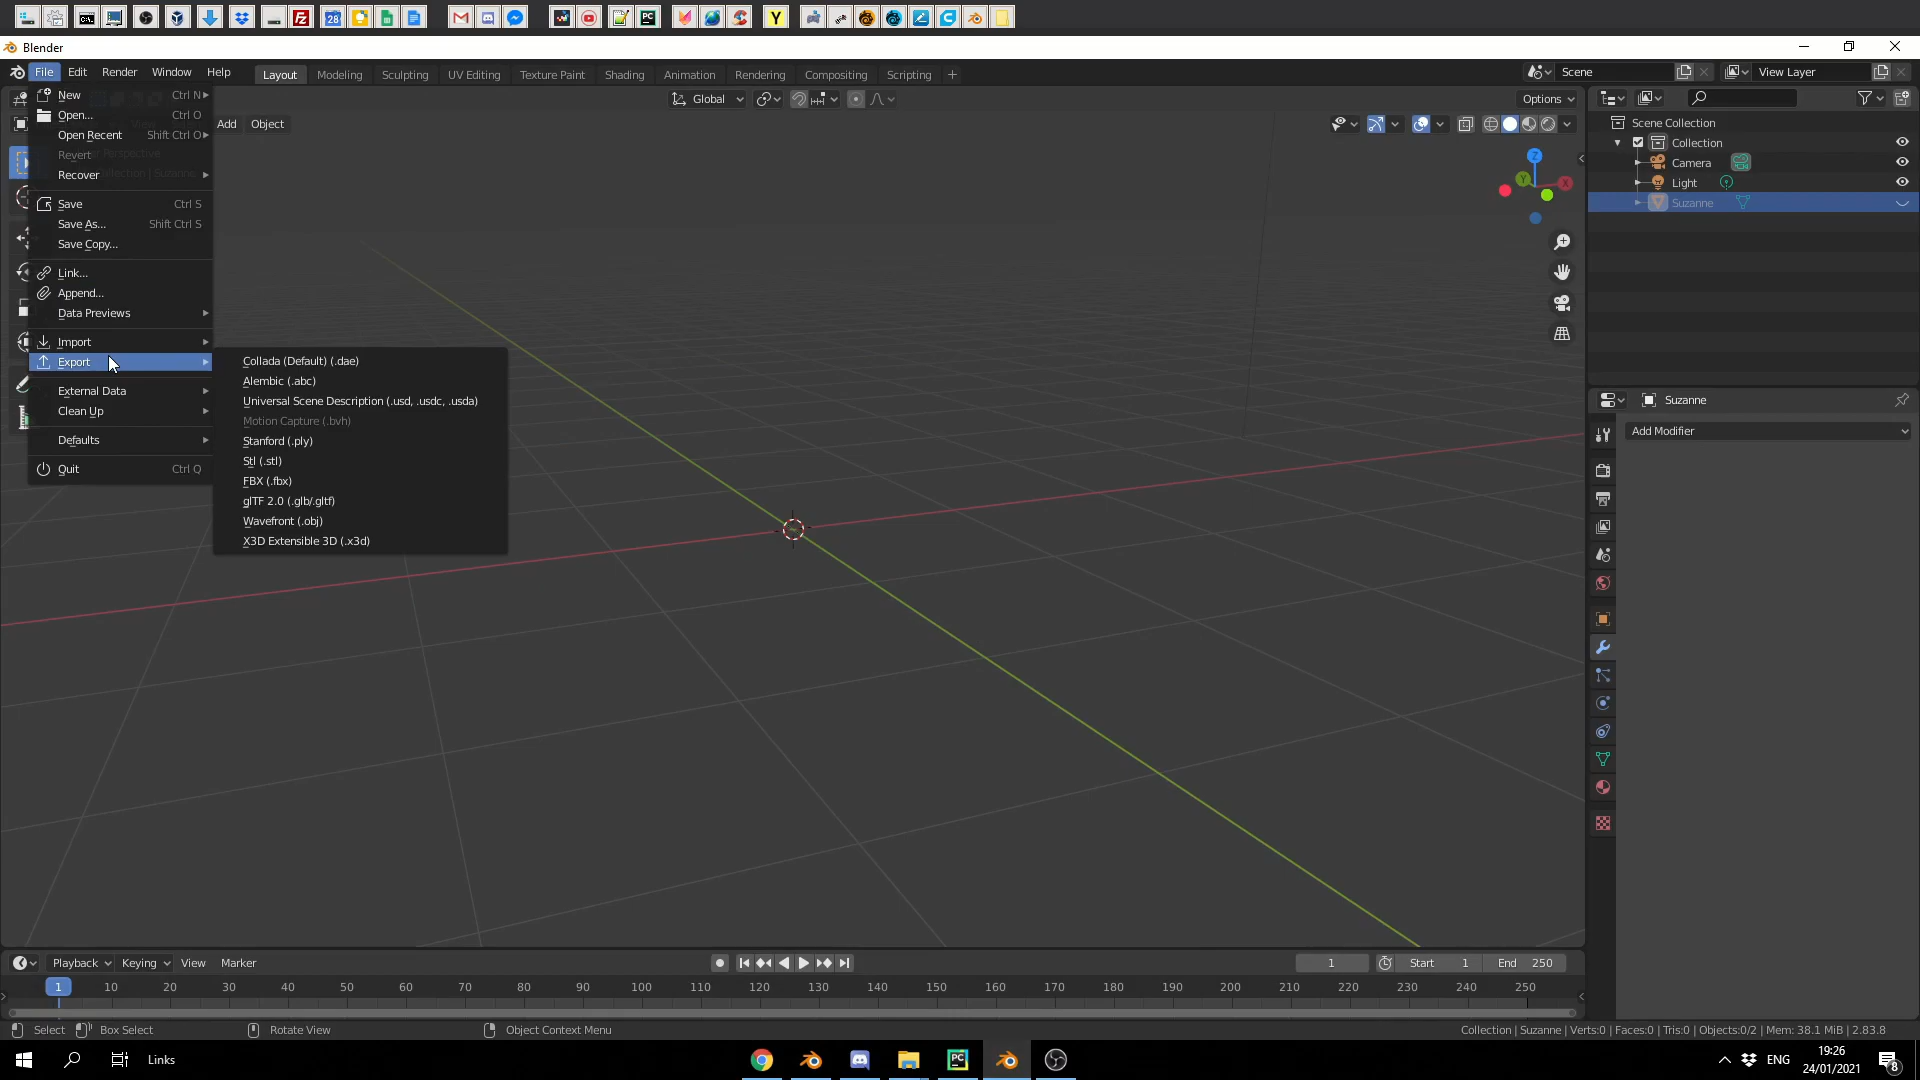 28
Y
Blender
File Edit Render Window Help Layout Modeling Sculpting UV Editing Texture Paint Shading Animation Rendering Compositing Scripting + Scene View Layer
New Ctrl N
Open... Ctrl O
Open Recent Shift Ctrl O
Revert
Recover
Save Ctrl S
Save As... Shift Ctrl S
Save Copy...
Link...
Append...
Data Previews
Import
Export
External Data
Clean Up
Defaults
Quit Ctrl Q
Collada (Default) (.dae)
Alembic (.abc)
Universal Scene Description (.usd, .usdc, .usda)
Motion Capture (.bvh)
Stanford (.ply)
Stl (.stl)
FBX (.fbx)
glTF 2.0 (.glb/.gltf)
Wavefront (.obj)
X3D Extensible 3D (.x3d)
Global
Options
Add Object
Z
Y X
Scene Collection
Collection
Camera
Light
Suzanne
Suzanne
Add Modifier
Playback Keying View Marker 1 Start 1 End 250
1 10 20 30 40 50 60 70 80 90 100 110 120 130 140 150 160 170 180 190 200 210 220 230 240 250
Select Box Select Rotate View Object Context Menu Collection | Suzanne | Verts:0 | Faces:0 | Tris:0 | Objects:0/2 | Mem: 38.1 MiB | 2.83.8
Links PC ENG 19:26
24/01/2021 8